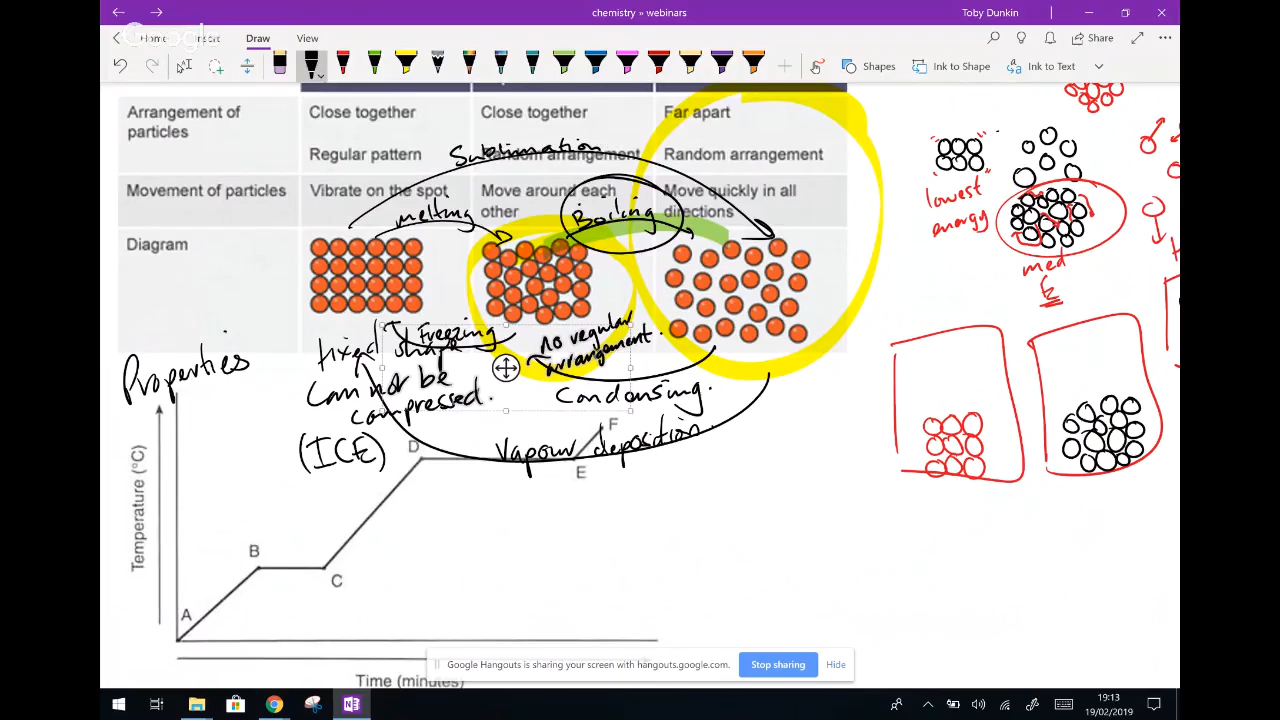 chemistry » webinars
Toby Dunkin
Google
Home
Insert
Draw
View
Share
Shapes
Ink to Shape
Ink to Text
Arrangement of particles
Close together
Close together
Far apart
Regular pattern
Random arrangement
Random arrangement
Sublimation
Movement of particles
Vibrate on the spot
Move around each other
Move quickly in all directions
melting
Boiling
Diagram
Freezing
no regular
arrangement.
Properties
fixed shape
Can not be
compressed.
Condensing.
(ICE)
Vapour deposition
"lowest
energy"
med
E
Temperature (°C)
A
B
C
D
E
F
Time (minutes)
Google Hangouts is sharing your screen with hangouts.google.com.
Stop sharing
Hide
19:13
19/02/2019